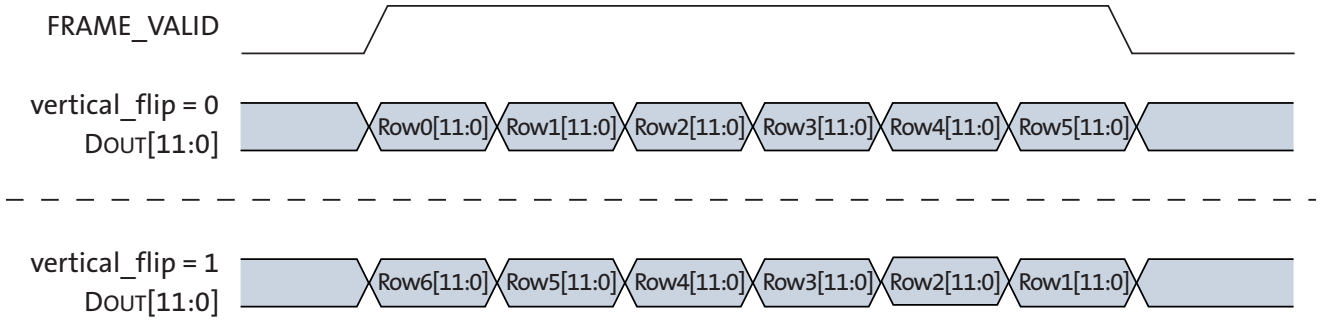 FRAME_VALID
vertical_flip = 0
DOUT[11:0]
Row0[11:0] Row1[11:0] Row2[11:0] Row3[11:0] Row4[11:0] Row5[11:0]
vertical_flip = 1
DOUT[11:0]
Row6[11:0] Row5[11:0] Row4[11:0] Row3[11:0] Row2[11:0] Row1[11:0]